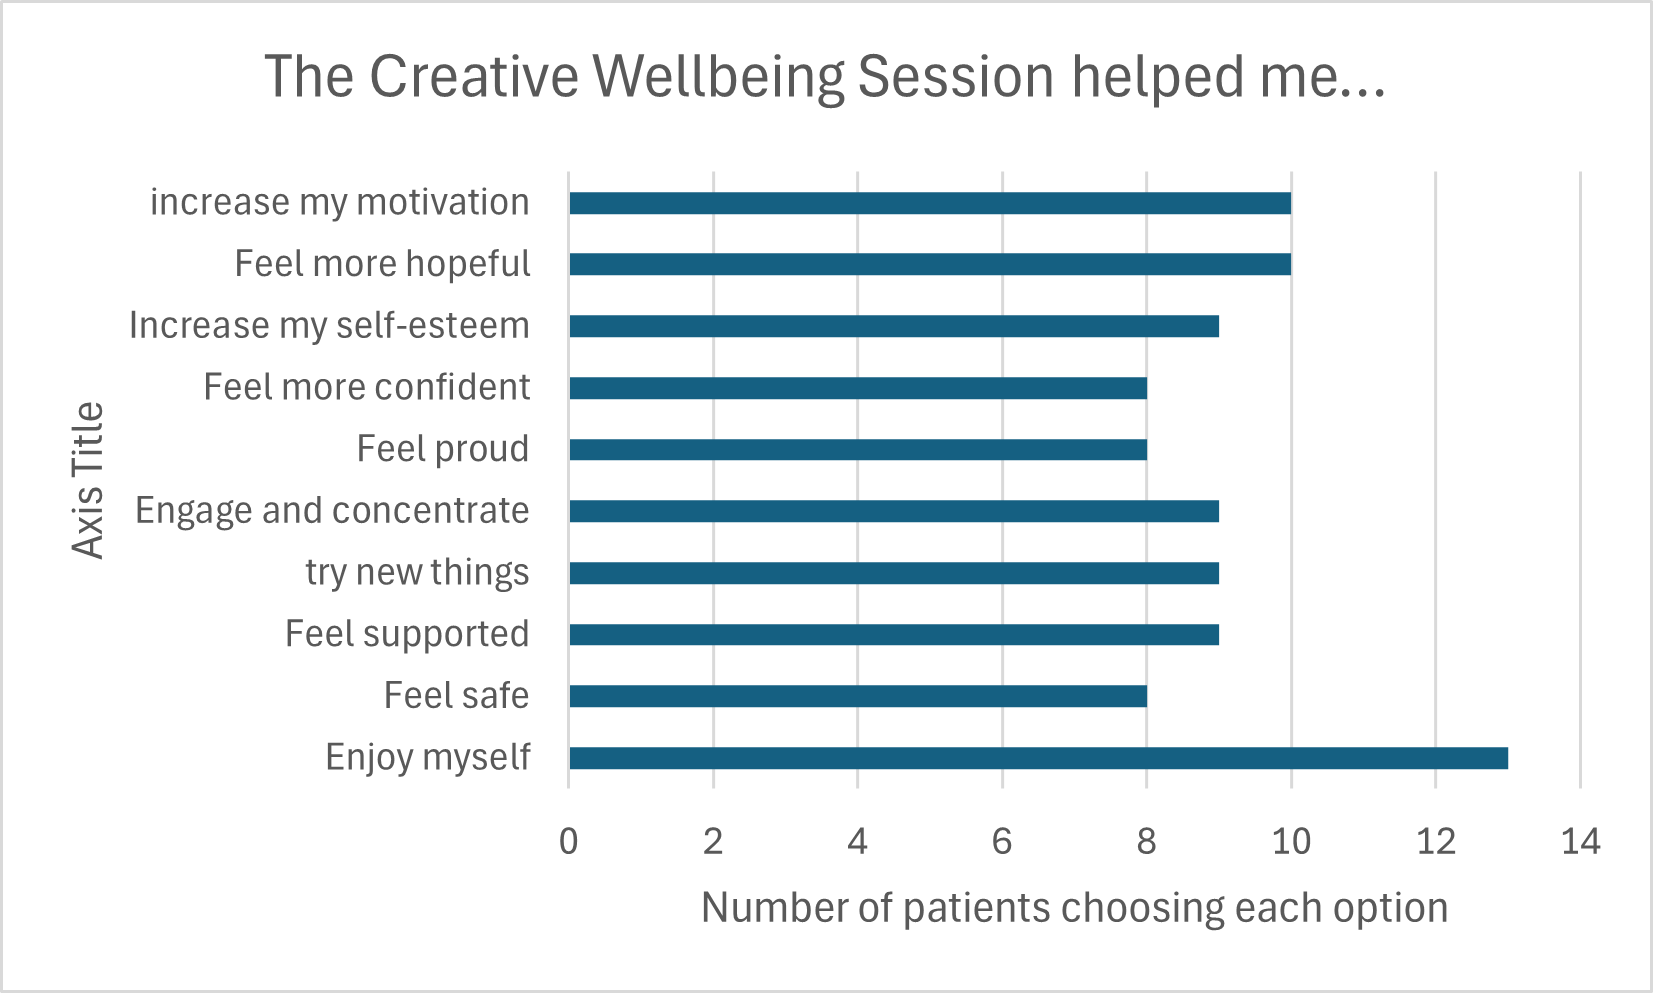 The Creative Wellbeing Session helped me...
increase my motivation
Feel more hopeful
Increase my self-esteem
Feel more confident
Feel proud
Engage and concentrate
try new things
Feel supported
Feel safe
Enjoy myself
Axis Title
0 2 4 6 8 10 12 14
Number of patients choosing each option